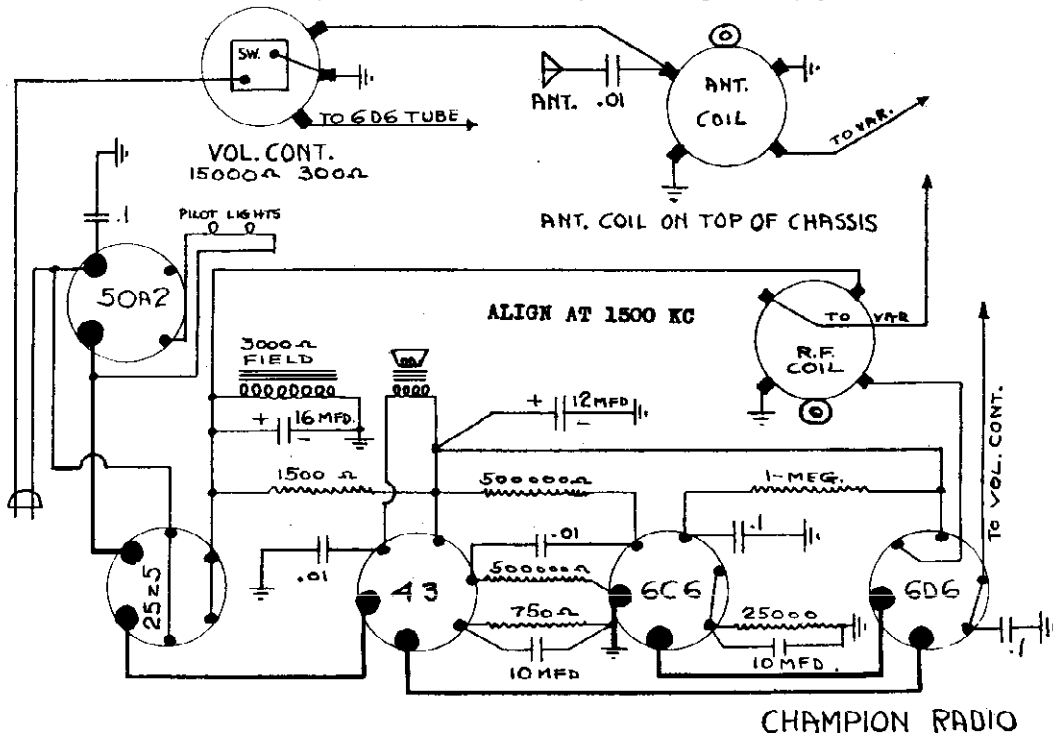 SW.
ANT. .01
ANT.
COIL
TO 6D6 TUBE
TO VAR.
VOL. CONT.
15000Ω 300Ω
.1
PILOT LIGHTS
ANT. COIL ON TOP OF CHASSIS
50A2
ALIGN AT 1500 KC
TO VAR
3000Ω
FIELD
R.F.
COIL
+ 16 MFD.
-
+ 12 MFD
-
TO VOL. CONT.
1500 Ω
500000Ω
1-MEG.
.01
.01
.1
25Z5
43
500000Ω
6C6
6D6
750Ω
25000
10 MFD
10 MFD.
.1
CHAMPION RADIO